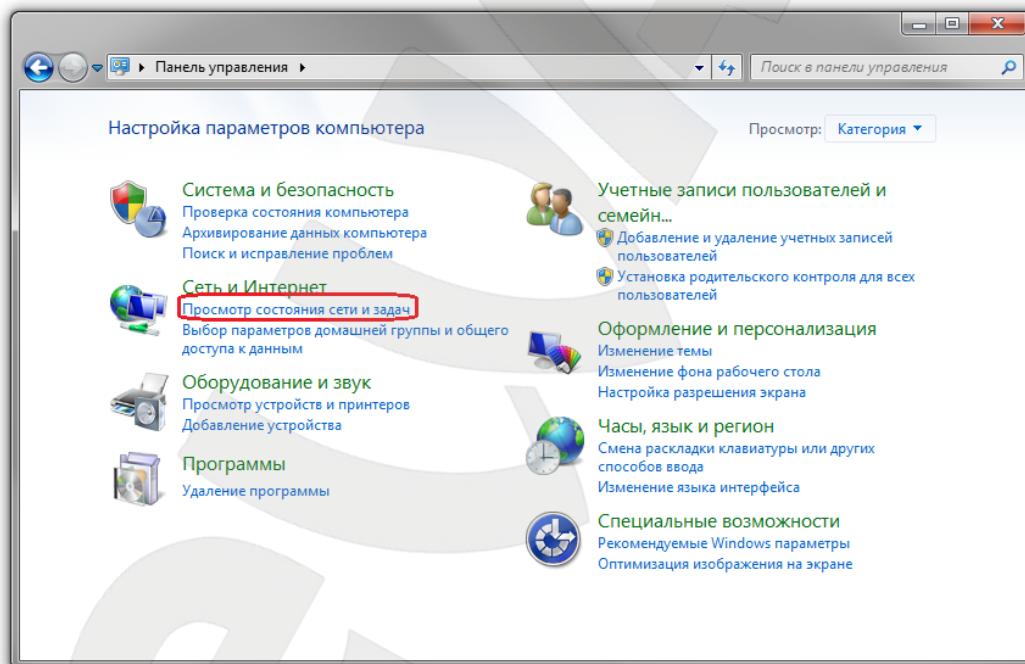 Панель управления
Поиск в панели управления
Настройка параметров компьютера
Просмотр: Категория
Система и безопасность
Проверка состояния компьютера
Архивирование данных компьютера
Поиск и исправление проблем
Сеть и Интернет
Просмотр состояния сети и задач
Выбор параметров домашней группы и общего
доступа к данным
Оборудование и звук
Просмотр устройств и принтеров
Добавление устройства
Программы
Удаление программы
Учетные записи пользователей и
семейн...
Добавление и удаление учетных записей
пользователей
Установка родительского контроля для всех
пользователей
Оформление и персонализация
Изменение темы
Изменение фона рабочего стола
Настройка разрешения экрана
Часы, язык и регион
Смена раскладки клавиатуры или других
способов ввода
Изменение языка интерфейса
Специальные возможности
Рекомендуемые Windows параметры
Оптимизация изображения на экране